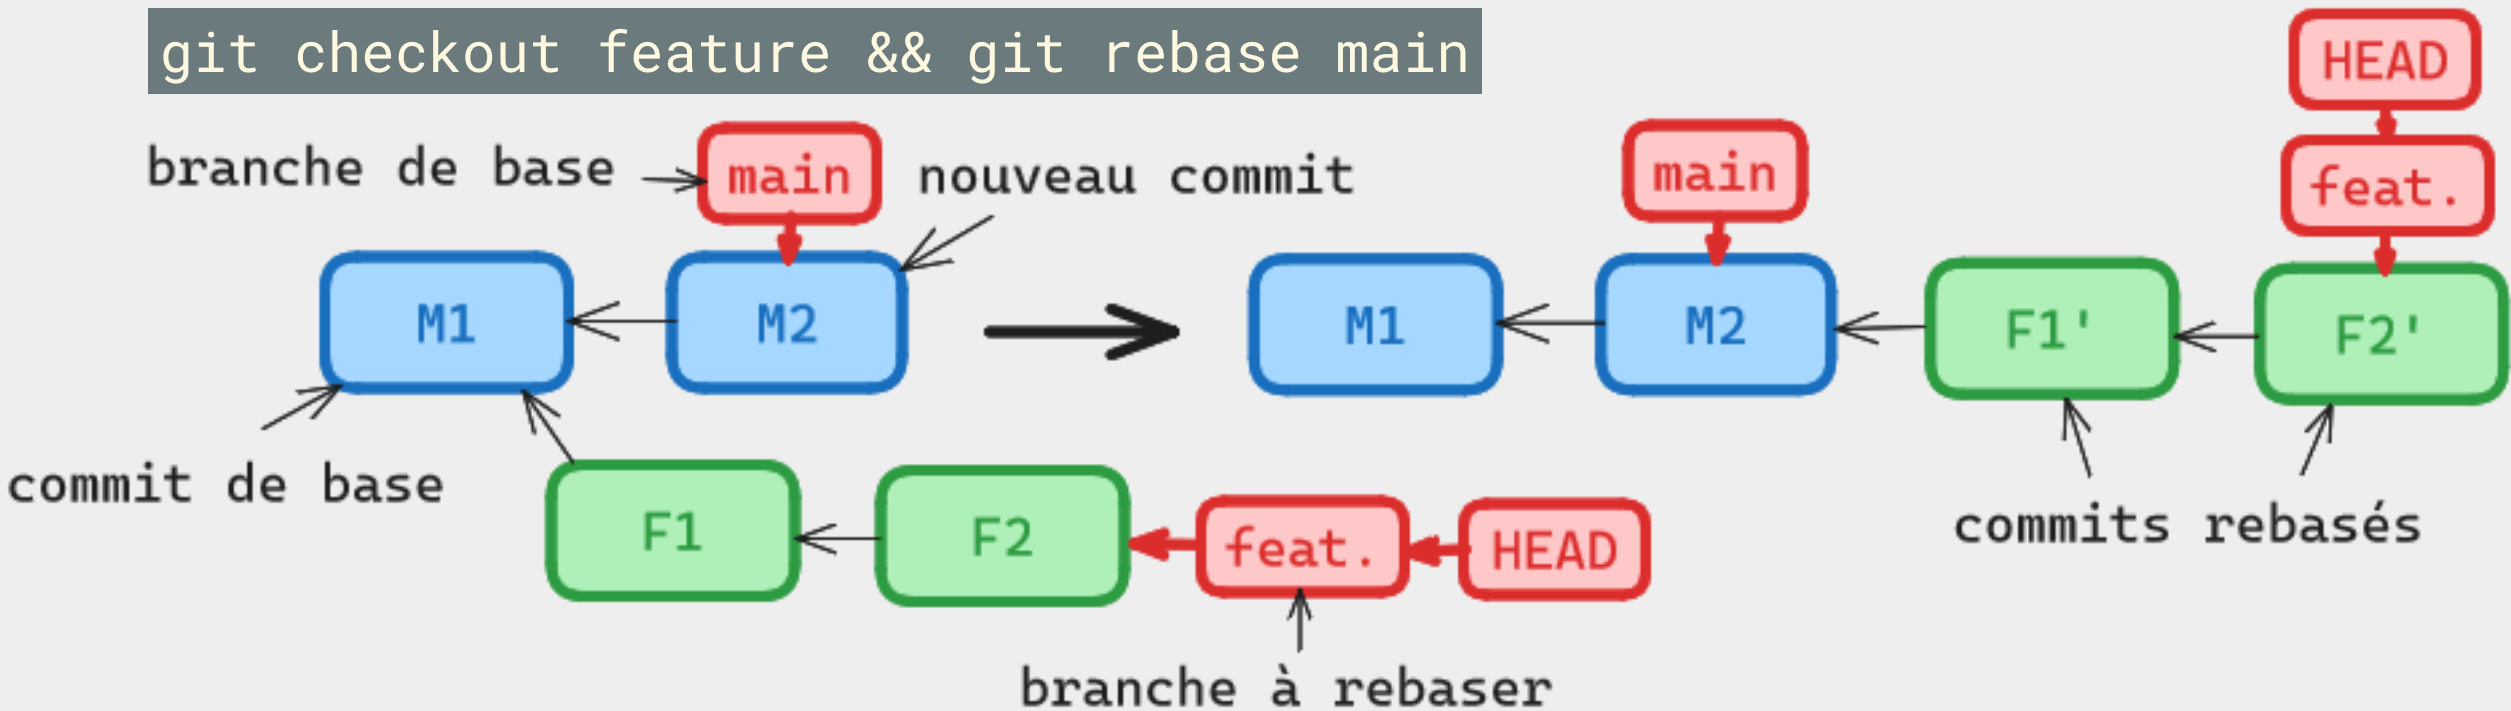 git checkout feature && git rebase main
HEAD
branche de base
main
nouveau commit
main
feat.
M1
M2
M1
M2
F1'
F2'
commit de base
F1
F2
feat.
HEAD
commits rebasés
branche à rebaser